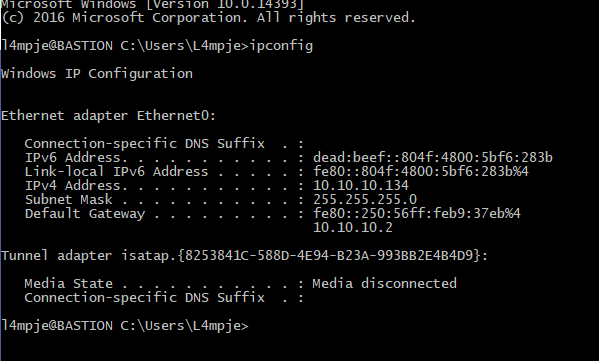 Microsoft Windows [Version 10.0.14393]
(c) 2016 Microsoft Corporation. All rights reserved.
l4mpje@BASTION C:\Users\L4mpje>ipconfig
Windows IP Configuration
Ethernet adapter Ethernet0:
   Connection-specific DNS Suffix  . :
   IPv6 Address. . . . . . . . . . . : dead:beef::804f:4800:5bf6:283b
   Link-local IPv6 Address . . . . . : fe80::804f:4800:5bf6:283b%4
   IPv4 Address. . . . . . . . . . . : 10.10.10.134
   Subnet Mask . . . . . . . . . . . : 255.255.255.0
   Default Gateway . . . . . . . . . : fe80::250:56ff:feb9:37eb%4
                                       10.10.10.2
Tunnel adapter isatap.{8253841C-588D-4E94-B23A-993BB2E4B4D9}:
   Media State . . . . . . . . . . . : Media disconnected
   Connection-specific DNS Suffix  . :
l4mpje@BASTION C:\Users\L4mpje>